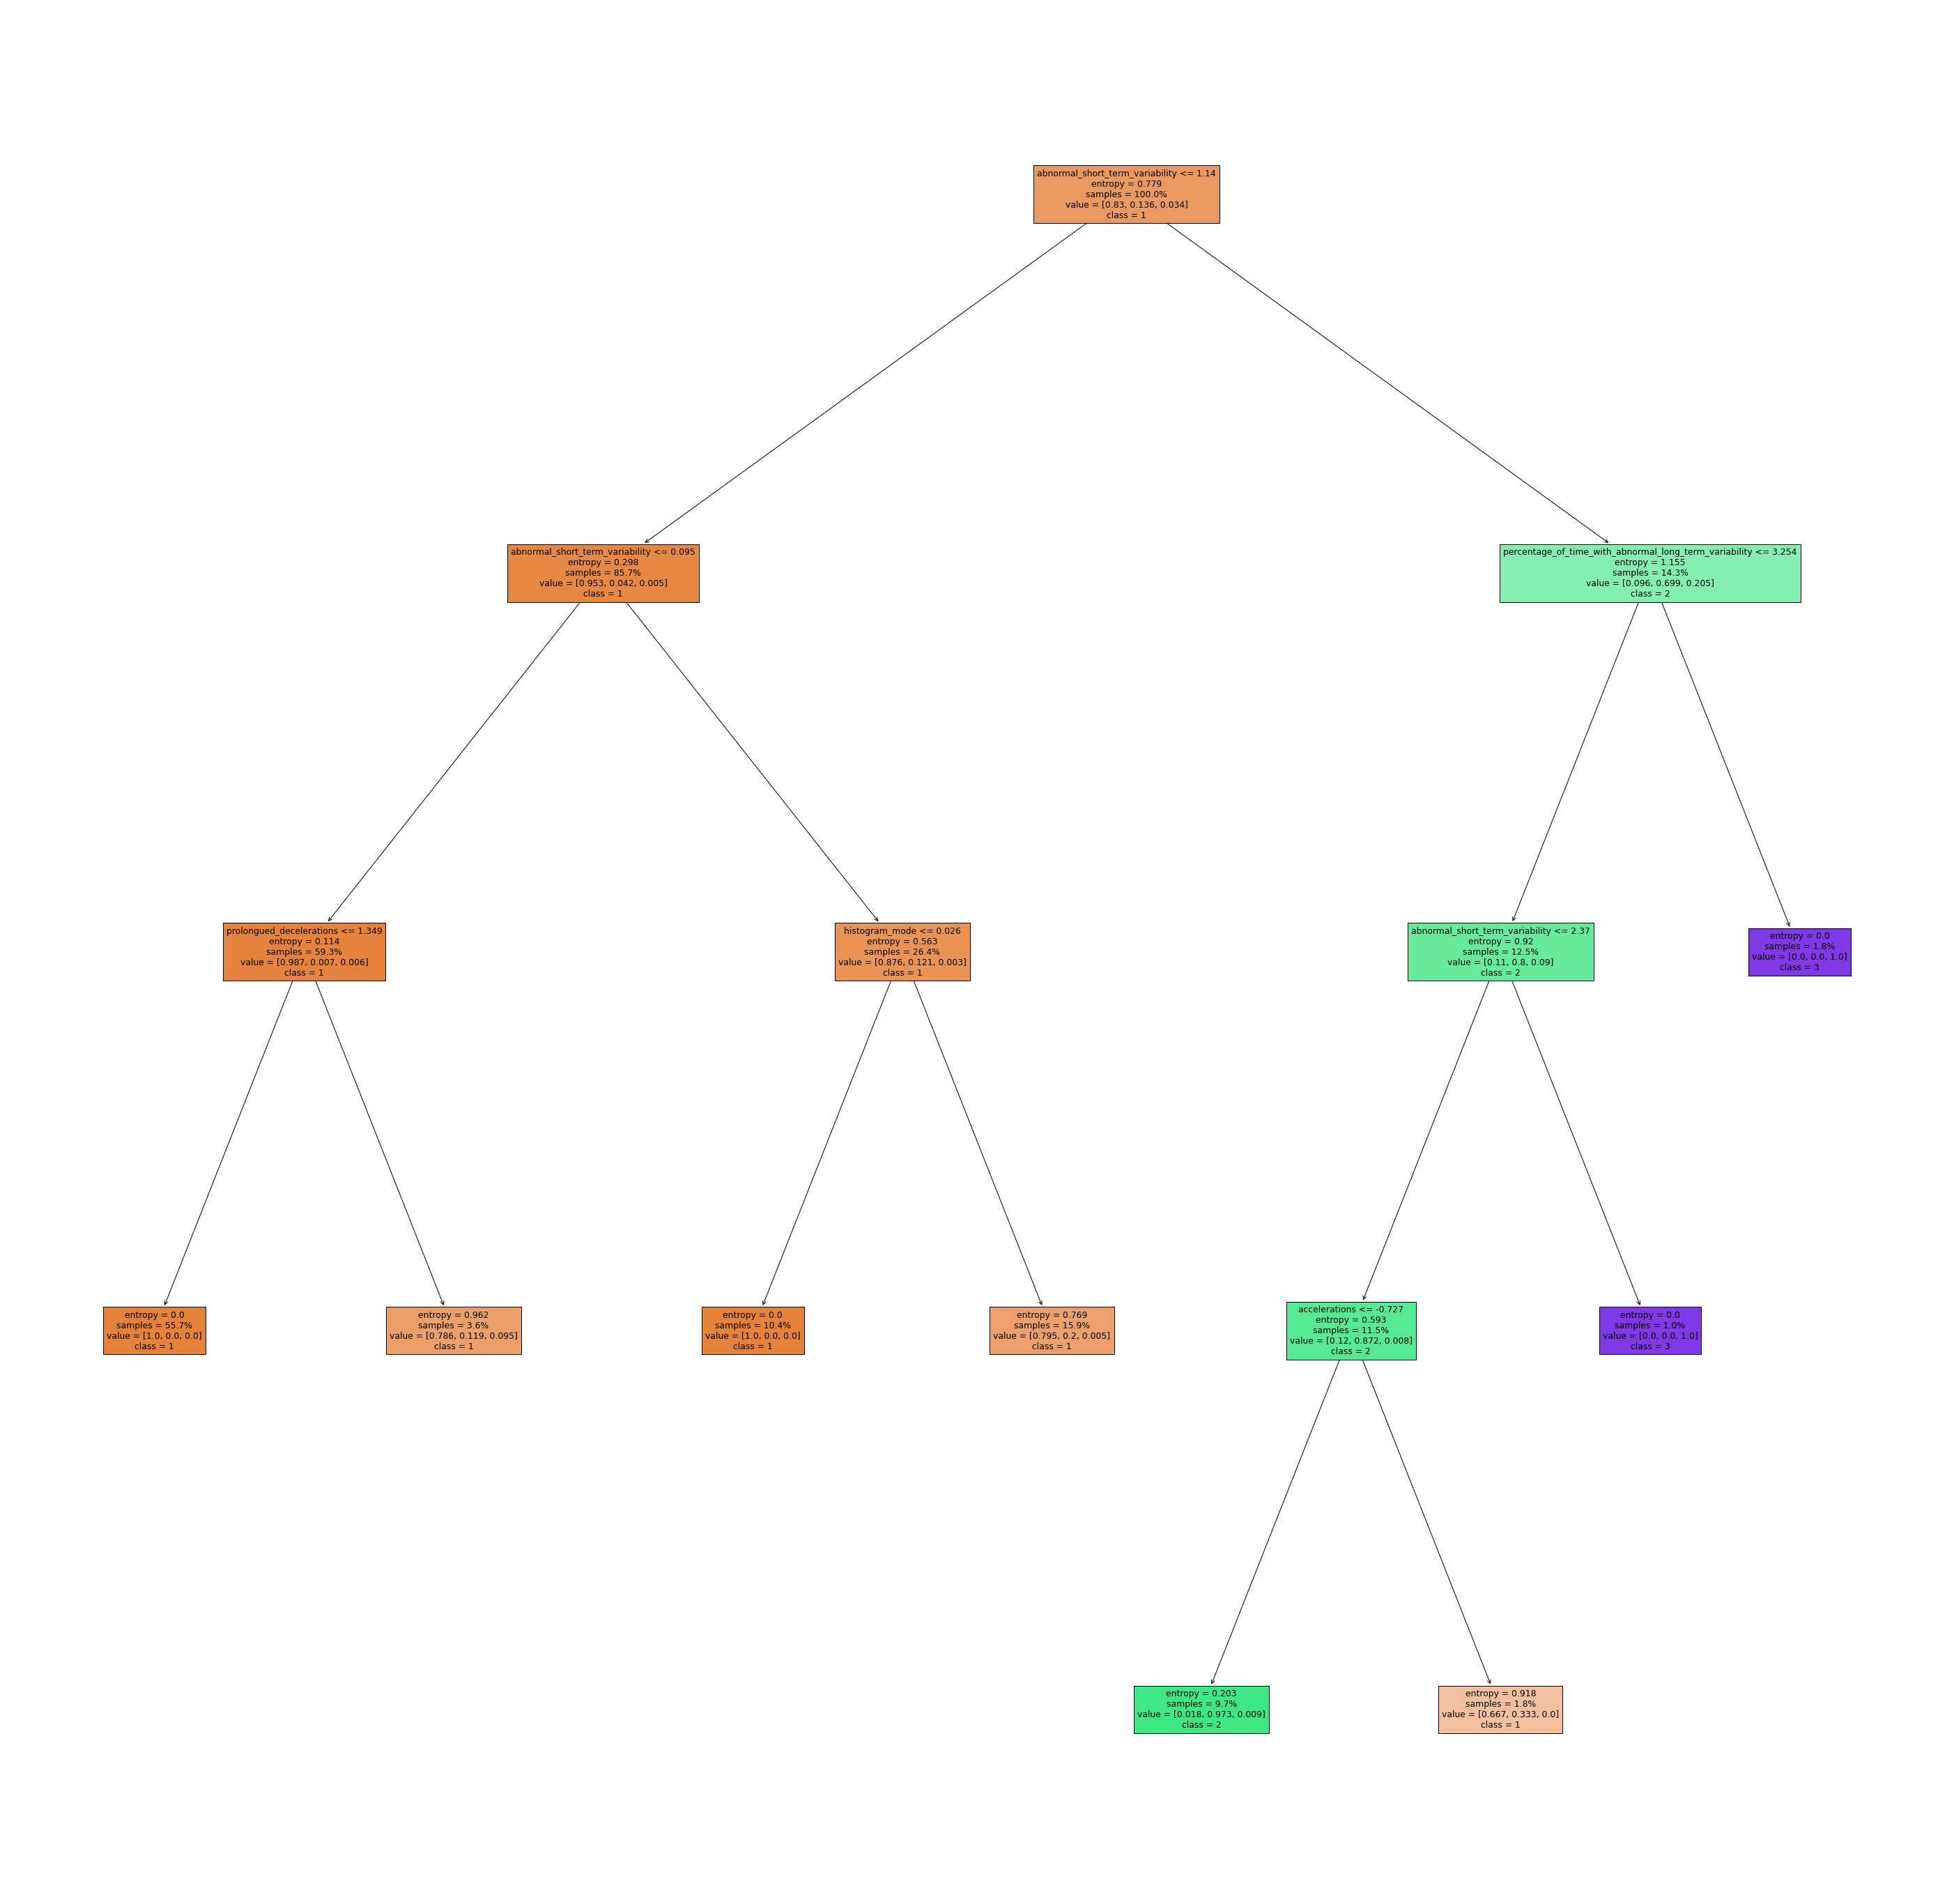 abnormal_short_term_variability <= 1.14
entropy = 0.779
samples = 100.0%
value = [0.83, 0.136, 0.034]
class = 1
abnormal_short_term_variability <= 0.095
entropy = 0.298
samples = 85.7%
value = [0.953, 0.042, 0.005]
class = 1
percentage_of_time_with_abnormal_long_term_variability <= 3.254
entropy = 1.155
samples = 14.3%
value = [0.096, 0.699, 0.205]
class = 2
prolongued_decelerations <= 1.349
entropy = 0.114
samples = 59.3%
value = [0.987, 0.007, 0.006]
class = 1
histogram_mode <= 0.026
entropy = 0.563
samples = 26.4%
value = [0.876, 0.121, 0.003]
class = 1
abnormal_short_term_variability <= 2.37
entropy = 0.92
samples = 12.5%
value = [0.11, 0.8, 0.09]
class = 2
entropy = 0.0
samples = 1.8%
value = [0.0, 0.0, 1.0]
class = 3
entropy = 0.0
samples = 55.7%
value = [1.0, 0.0, 0.0]
class = 1
entropy = 0.962
samples = 3.6%
value = [0.786, 0.119, 0.095]
class = 1
entropy = 0.0
samples = 10.4%
value = [1.0, 0.0, 0.0]
class = 1
entropy = 0.769
samples = 15.9%
value = [0.795, 0.2, 0.005]
class = 1
accelerations <= -0.727
entropy = 0.593
samples = 11.5%
value = [0.12, 0.872, 0.008]
class = 2
entropy = 0.0
samples = 1.0%
value = [0.0, 0.0, 1.0]
class = 3
entropy = 0.203
samples = 9.7%
value = [0.018, 0.973, 0.009]
class = 2
entropy = 0.918
samples = 1.8%
value = [0.667, 0.333, 0.0]
class = 1